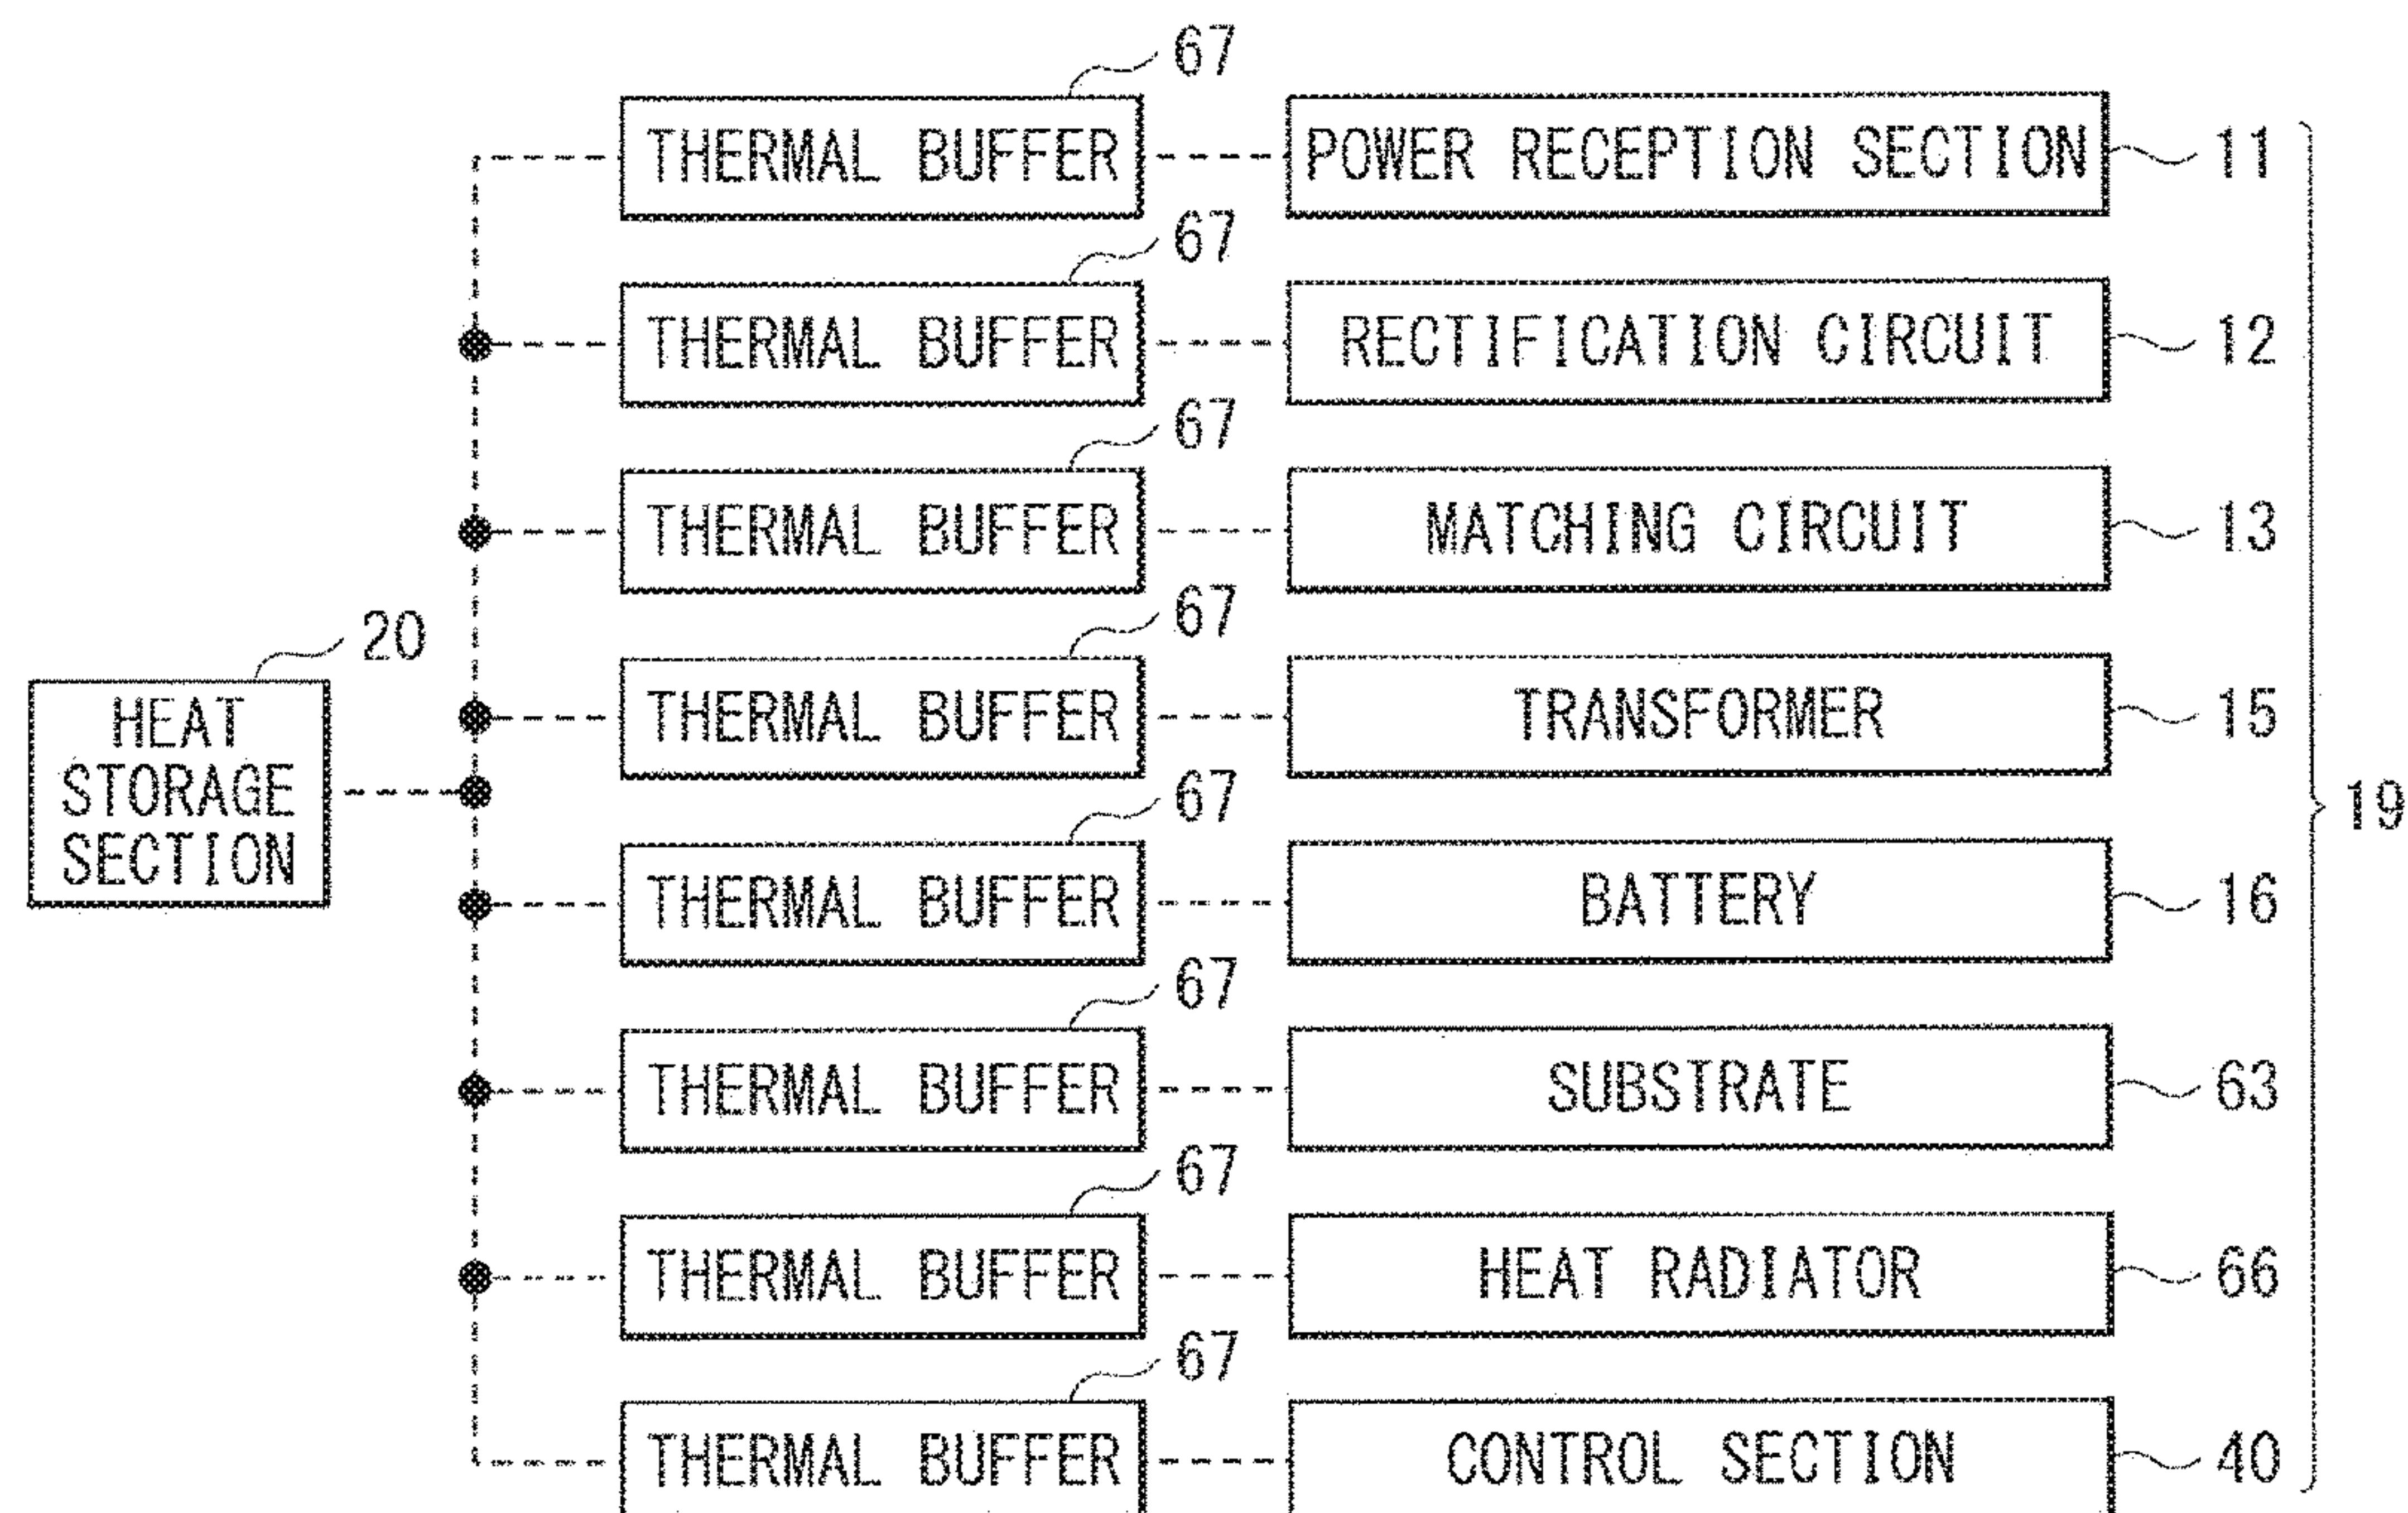 67
THERMAL BUFFER POWER RECEPTION SECTION 11
67
THERMAL BUFFER RECTIFICATION CIRCUIT 12
67
THERMAL BUFFER MATCHING CIRCUIT 13
67
20
THERMAL BUFFER TRANSFORMER 15
HEAT
STORAGE
SECTION
67
19
THERMAL BUFFER BATTERY 16
67
THERMAL BUFFER SUBSTRATE 63
67
THERMAL BUFFER HEAT RADIATOR 66
67
THERMAL BUFFER CONTROL SECTION 40